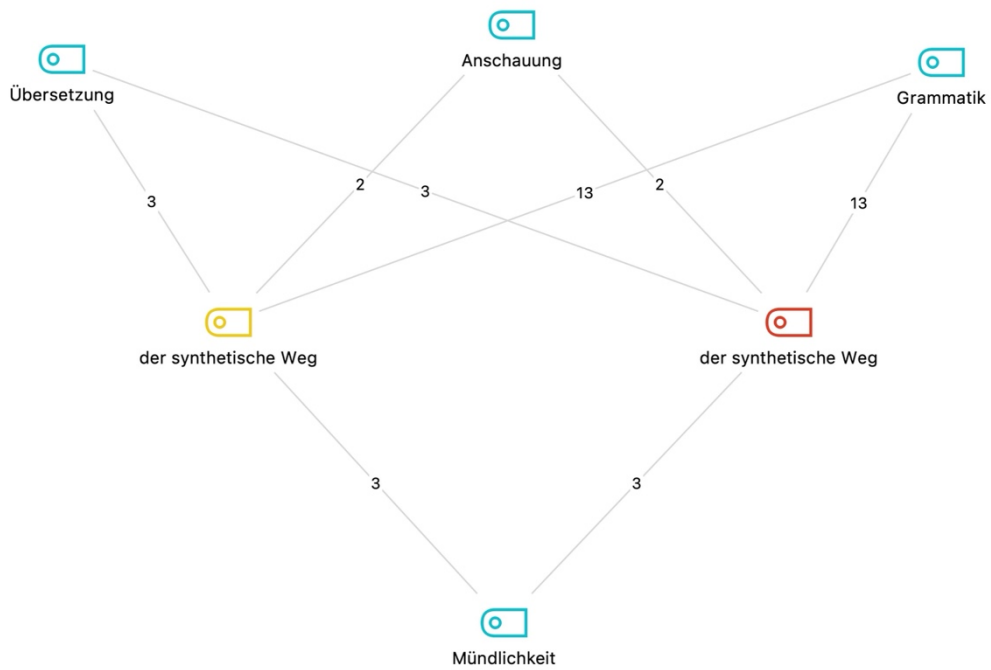 Anschauung
Übersetzung
Grammatik
2
3
13
2
3
13
der synthetische Weg
der synthetische Weg
3
3
Mündlichkeit